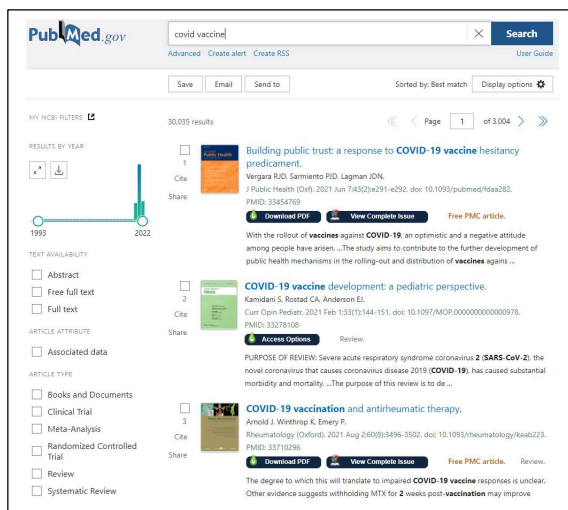 PubMed.gov
covid vaccine
Search
Advanced Create alert Create RSS
User Guide
Save Email Send to
Sorted by: Best match Display options
MY NCBI FILTERS
30,035 results
Page 1 of 3,004
RESULTS BY YEAR
1993 2022
TEXT AVAILABILITY
Abstract
Free full text
Full text
ARTICLE ATTRIBUTE
Associated data
ARTICLE TYPE
Books and Documents
Clinical Trial
Meta-Analysis
Randomized Controlled
Trial
Review
Systematic Review
1
Cite
Share
Building public trust: a response to COVID-19 vaccine hesitancy
predicament.
Vergara RJD, Sarmiento PJD, Lagman JDN.
J Public Health (Oxf). 2021 Jun 7;43(2):e291-e292. doi: 10.1093/pubmed/fdaa282.
PMID: 33454769
Download PDF View Complete Issue Free PMC article.
With the rollout of vaccines against COVID-19, an optimistic and a negative attitude
among people have arisen. ...The study aims to contribute to the further development of
public health mechanisms in the rolling-out and distribution of vaccines agains ...
2
Cite
Share
COVID-19 vaccine development: a pediatric perspective.
Kamidani S, Rostad CA, Anderson EJ.
Curr Opin Pediatr. 2021 Feb 1;33(1):144-151. doi: 10.1097/MOP.0000000000000978.
PMID: 33278108
Access Options Review.
PURPOSE OF REVIEW: Severe acute respiratory syndrome coronavirus 2 (SARS-CoV-2), the
novel coronavirus that causes coronavirus disease 2019 (COVID-19), has caused substantial
morbidity and mortality. ...The purpose of this review is to de ...
3
Cite
Share
COVID-19 vaccination and antirheumatic therapy.
Arnold J, Winthrop K, Emery P.
Rheumatology (Oxford). 2021 Aug 2;60(8):3496-3502. doi: 10.1093/rheumatology/keab223.
PMID: 33710296
Download PDF View Complete Issue Free PMC article. Review.
The degree to which this will translate to impaired COVID-19 vaccine responses is unclear.
Other evidence suggests withholding MTX for 2 weeks post-vaccination may improve